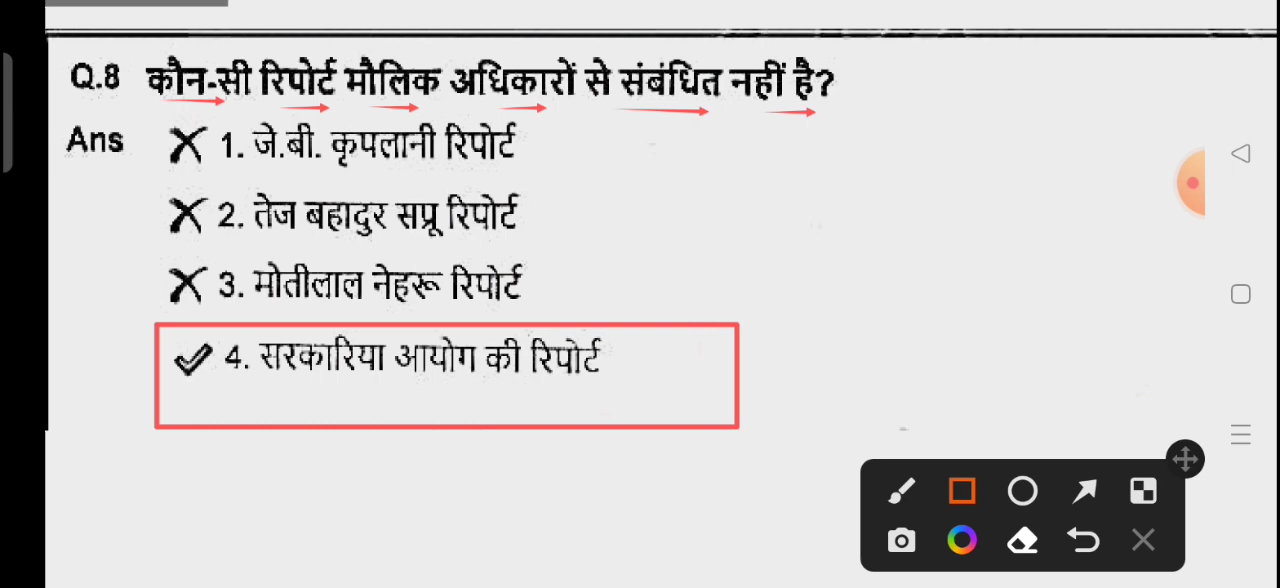 Q.8 कौन-सी रिपोर्ट मौलिक अधिकारों से संबंधित नहीं है?
Ans 1. जे.बी. कृपलानी रिपोर्ट
2. तेज बहादुर सप्रू रिपोर्ट
3. मोतीलाल नेहरू रिपोर्ट
4. सरकारिया आयोग की रिपोर्ट